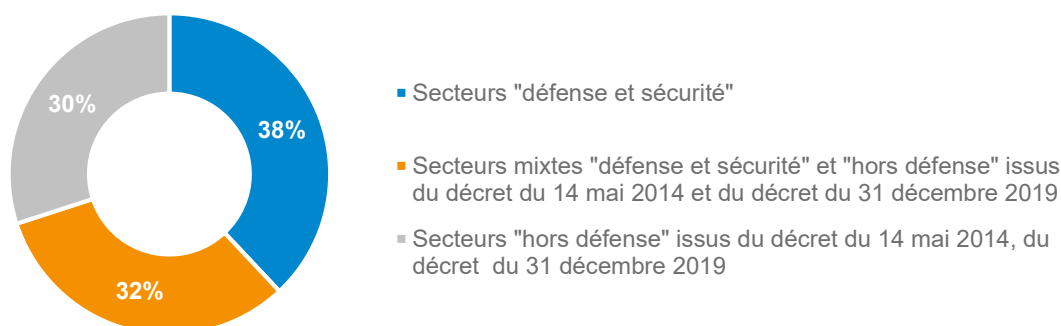 30%
38%
32%
Secteurs "défense et sécurité"
Secteurs mixtes "défense et sécurité" et "hors défense" issus
du décret du 14 mai 2014 et du décret du 31 décembre 2019
Secteurs "hors défense" issus du décret du 14 mai 2014, du
décret  du 31 décembre 2019